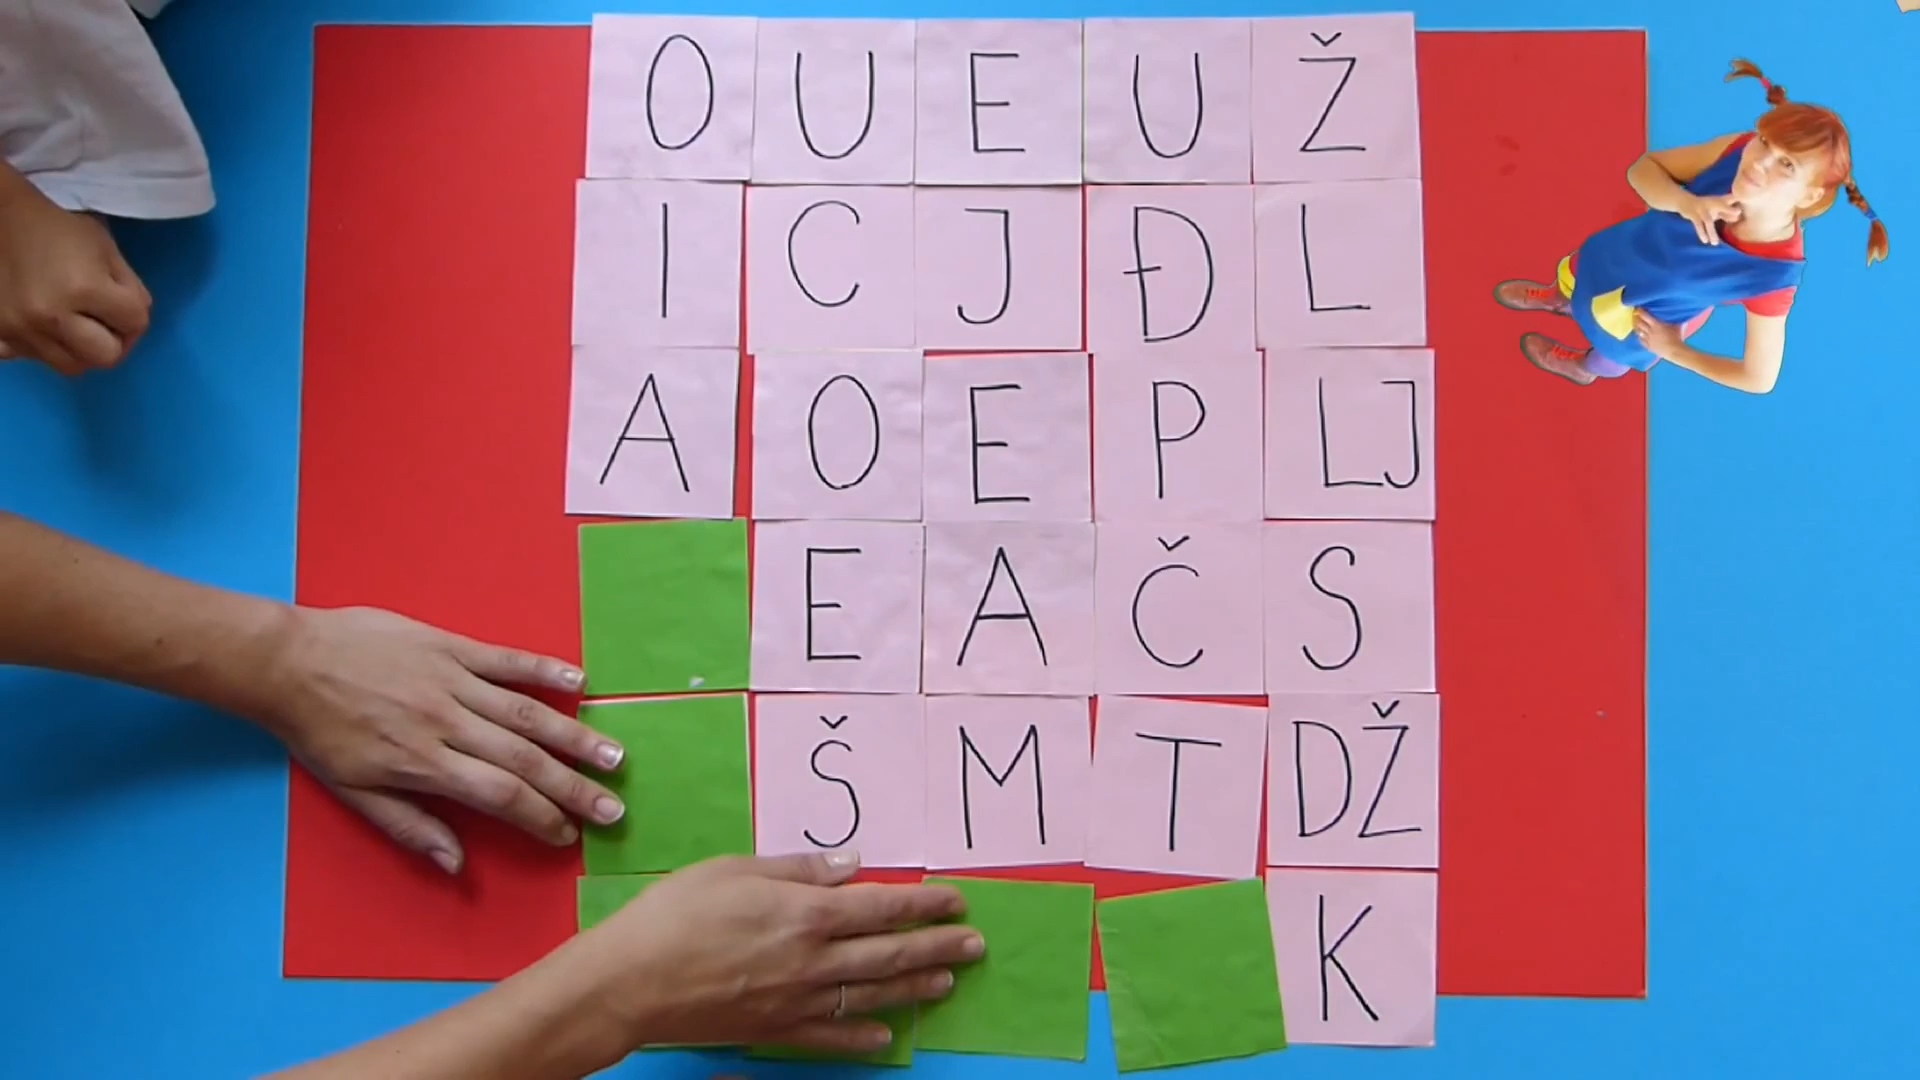 O U E U Ž
I C J Đ L
A O E P LJ
E A Č S
Š M T DŽ
K